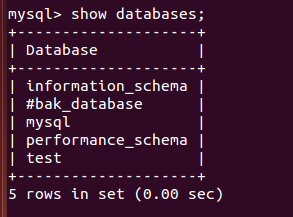 mysql> show databases;
+--------------------+
| Database           |
+--------------------+
| information_schema |
| #bak_database      |
| mysql              |
| performance_schema |
| test               |
+--------------------+
5 rows in set (0.00 sec)